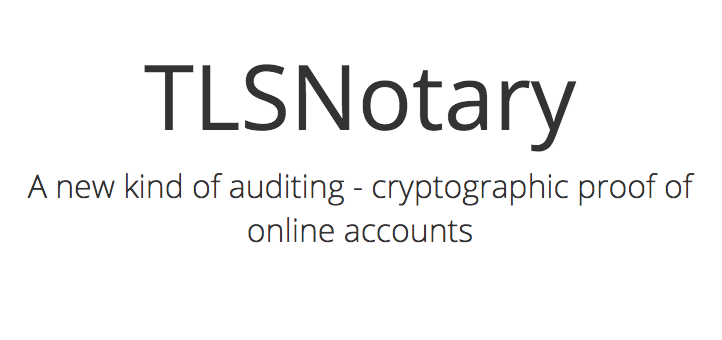 TLSNotary
A new kind of auditing - cryptographic proof of
online accounts